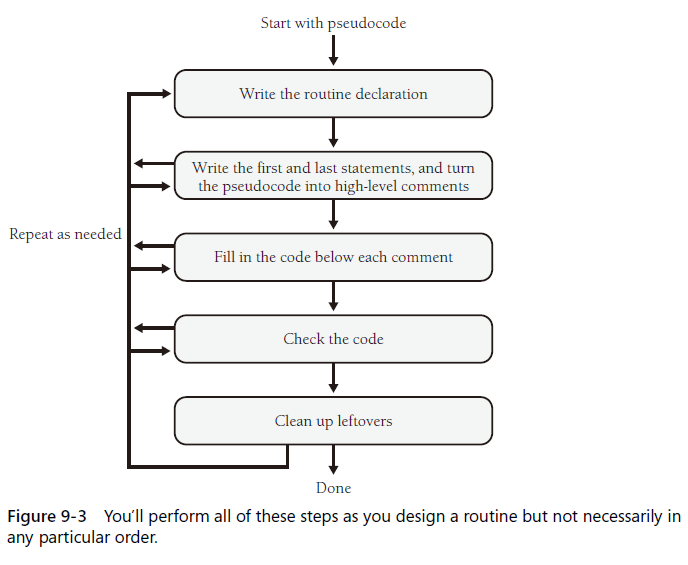 Start with pseudocode
Write the routine declaration
Write the first and last statements, and turn
the pseudocode into high-level comments
Repeat as needed
Fill in the code below each comment
Check the code
Clean up leftovers
Done
Figure 9-3 You’ll perform all of these steps as you design a routine but not necessarily in
any particular order.